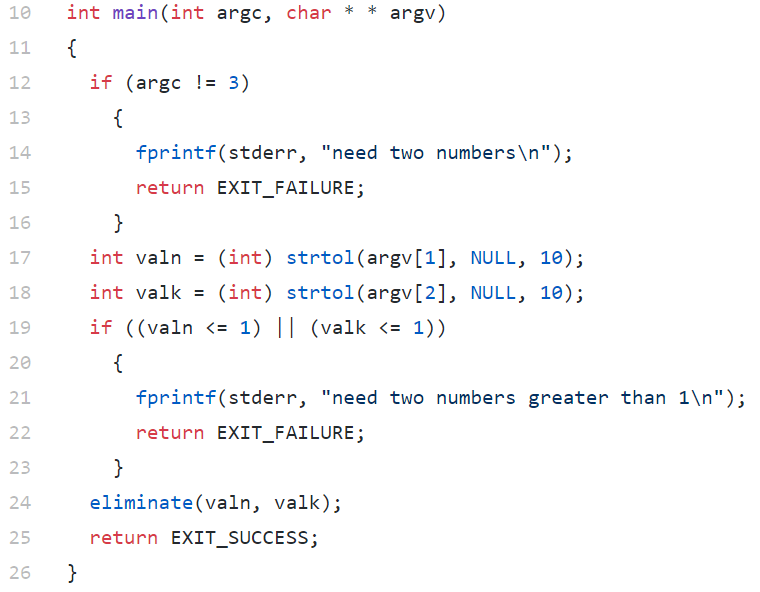 10 int main(int argc, char * * argv)
11 {
12   if (argc != 3)
13     {
14       fprintf(stderr, "need two numbers\n");
15       return EXIT_FAILURE;
16     }
17   int valn = (int) strtol(argv[1], NULL, 10);
18   int valk = (int) strtol(argv[2], NULL, 10);
19   if ((valn <= 1) || (valk <= 1))
20     {
21       fprintf(stderr, "need two numbers greater than 1\n");
22       return EXIT_FAILURE;
23     }
24   eliminate(valn, valk);
25   return EXIT_SUCCESS;
26 }